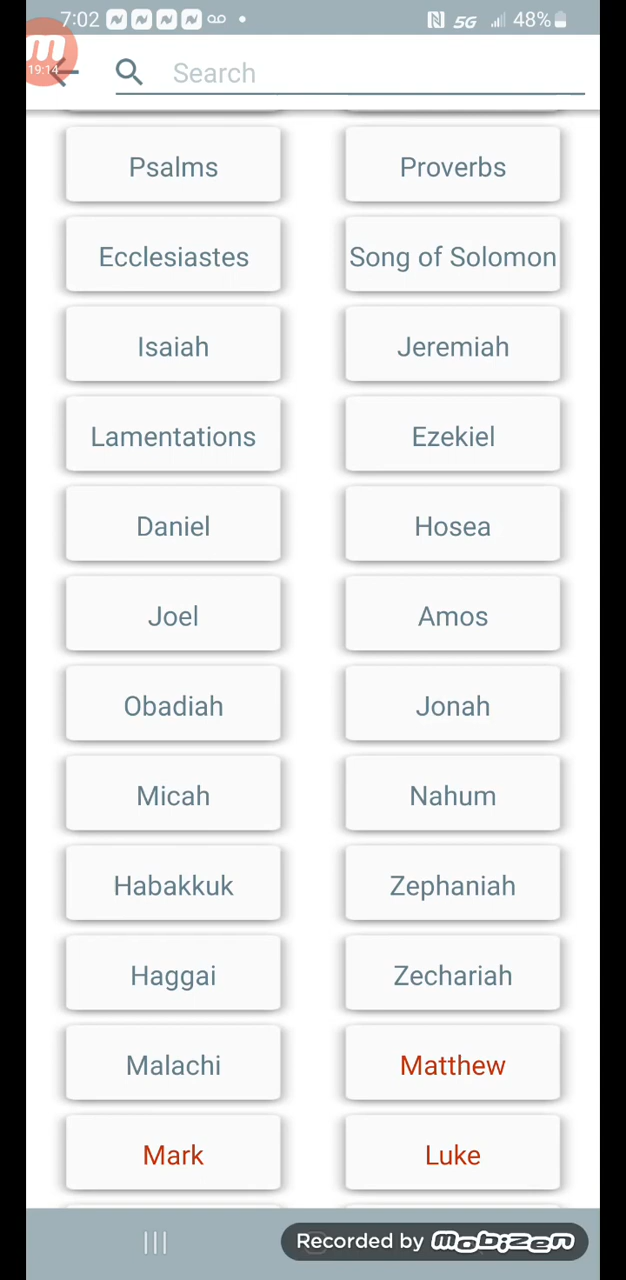 7:02 48%
5G
m
19:14
Search
Psalms Proverbs
Ecclesiastes Song of Solomon
Isaiah Jeremiah
Lamentations Ezekiel
Daniel Hosea
Joel Amos
Obadiah Jonah
Micah Nahum
Habakkuk Zephaniah
Haggai Zechariah
Malachi Matthew
Mark Luke
Recorded by mobizen